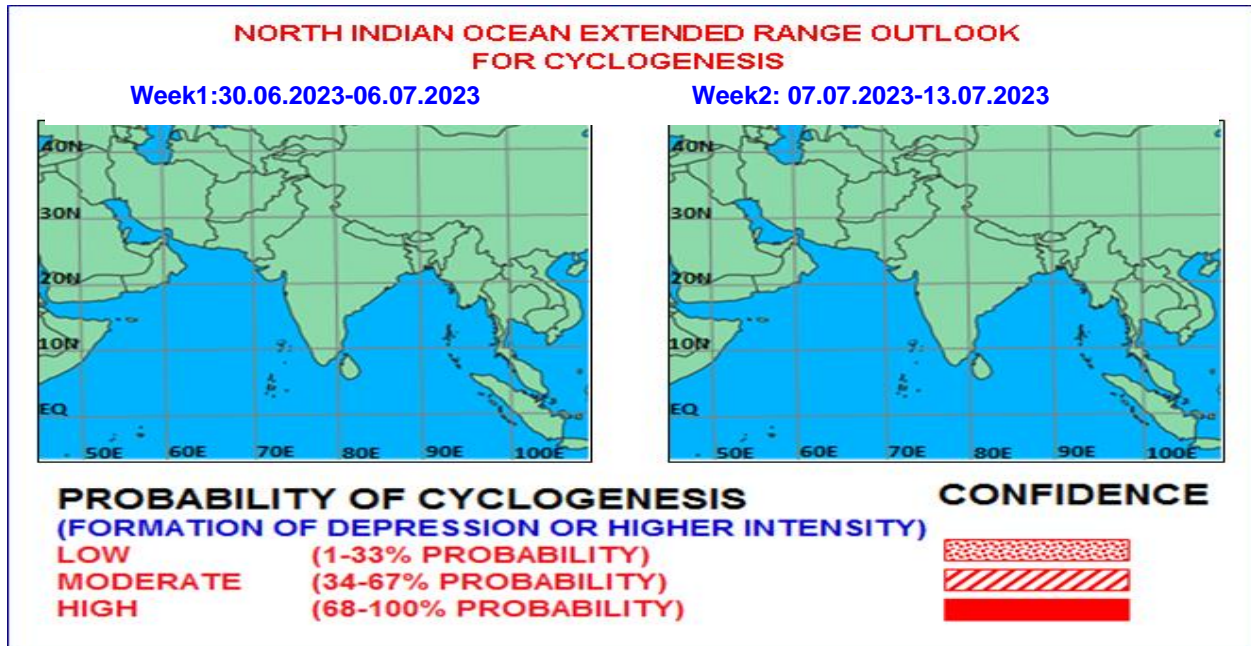 NORTH INDIAN OCEAN EXTENDED RANGE OUTLOOK
FOR CYCLOGENESIS
Week1:30.06.2023-06.07.2023
40N
30N
20N
10N
EQ
50E 60E 70E 80E 90E 100E
Week2: 07.07.2023-13.07.2023
40N
30N
20N
10N
EQ
50E 60E 70E 80E 90E 100E
PROBABILITY OF CYCLOGENESIS
(FORMATION OF DEPRESSION OR HIGHER INTENSITY)
LOW (1-33% PROBABILITY)
MODERATE (34-67% PROBABILITY)
HIGH (68-100% PROBABILITY)
CONFIDENCE